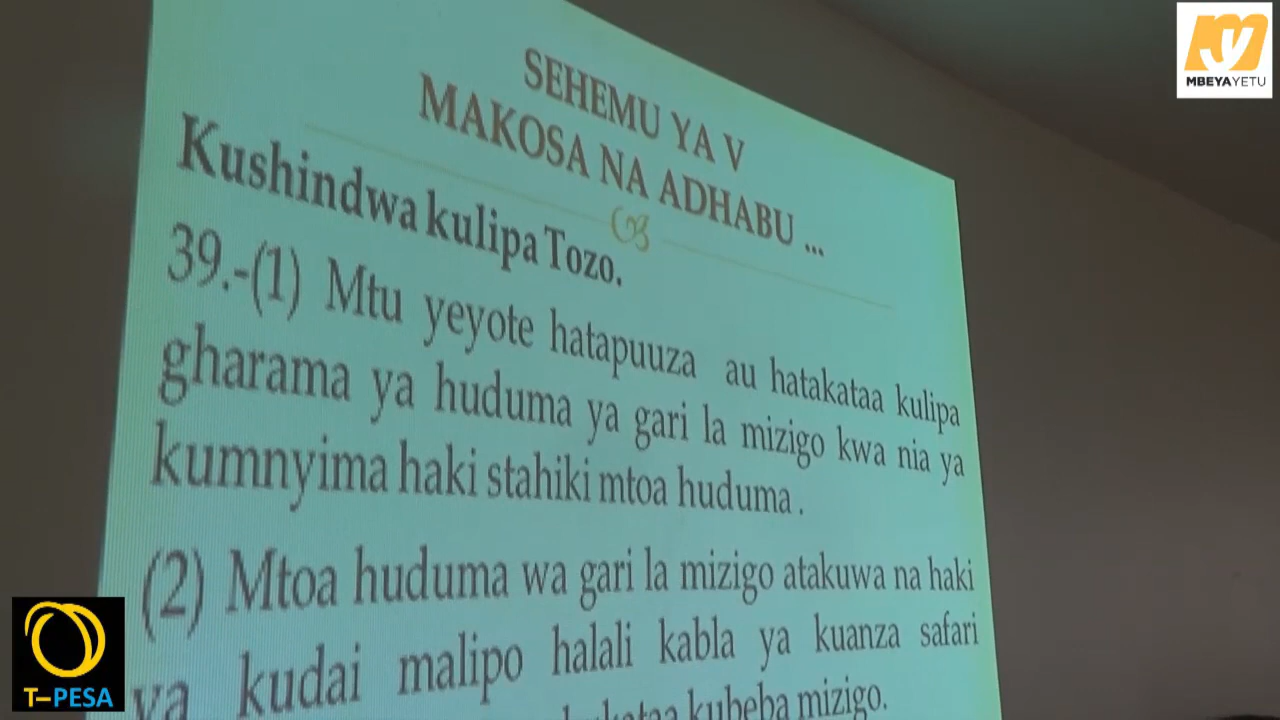 MBEYAYETU
SEHEMU YA V
MAKOSA NA ADHABU ...
Kushindwa kulipa Tozo.
39.-(1) Mtu yeyote hatapuuza au hatakataa kulipa
gharama ya huduma ya gari la mizigo kwa nia ya
kumnyima haki stahiki mtoa huduma .
(2) Mtoa huduma wa gari la mizigo atakuwa na haki
ya kudai malipo halali kabla ya kuanza safari
kubeba mizigo.
T-PESA